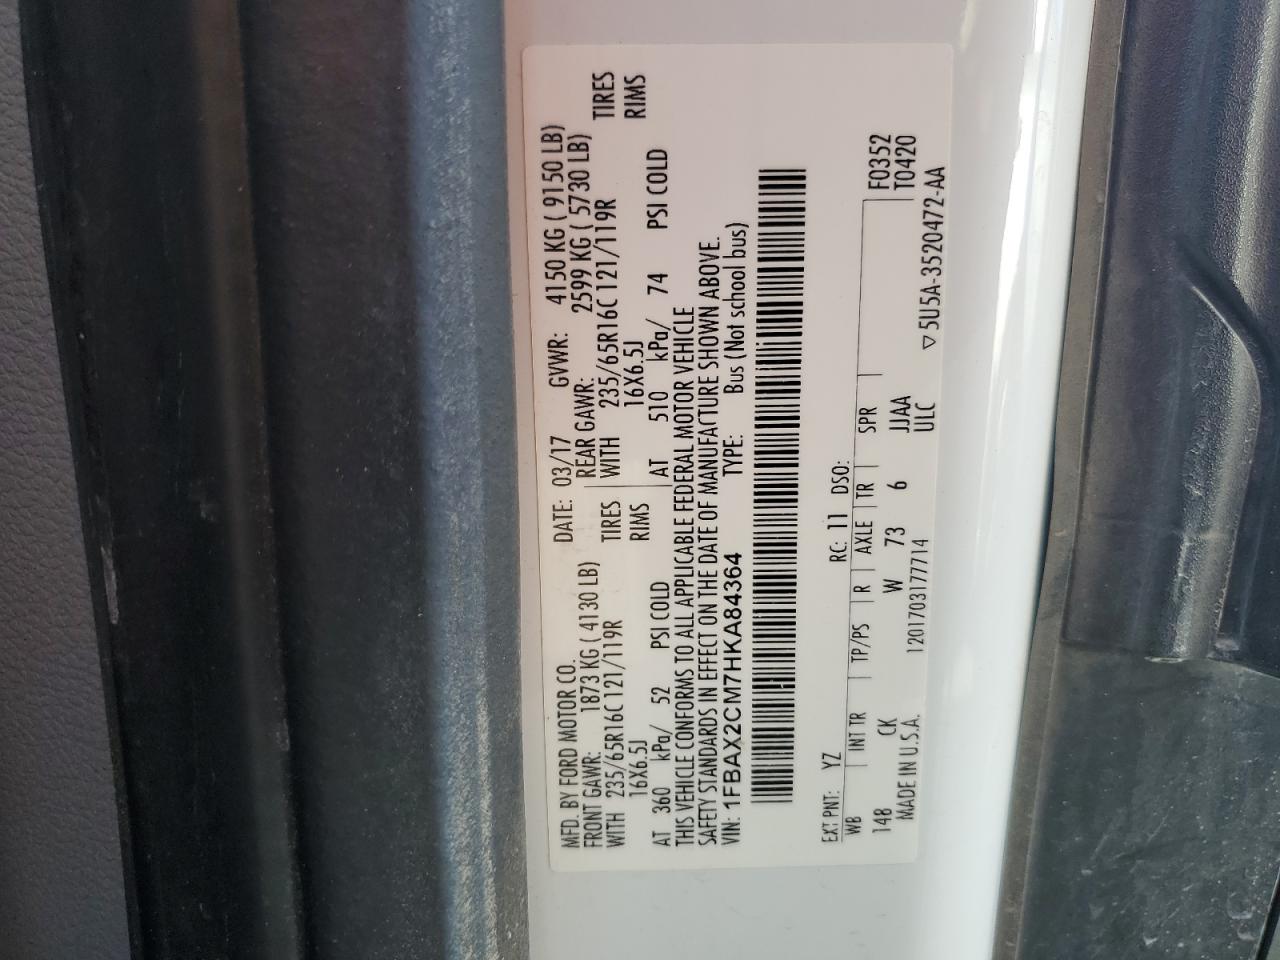 MFD. BY FORD MOTOR CO. DATE: 03/17 GVWR: 4150 KG ( 9150 LB)
FRONT GAWR: 1873 KG ( 4130 LB) REAR GAWR: 2599 KG ( 5730 LB)
WITH 235/65R16C 121/119R TIRES WITH 235/65R16C 121/119R TIRES
16X6.5J RIMS 16X6.5J RIMS
AT 360 kPa/ 52 PSI COLD AT 510 kPa/ 74 PSI COLD
THIS VEHICLE CONFORMS TO ALL APPLICABLE FEDERAL MOTOR VEHICLE
SAFETY STANDARDS IN EFFECT ON THE DATE OF MANUFACTURE SHOWN ABOVE.
VIN: 1FBAX2CM7HKA84364 TYPE: Bus (Not school bus)
EXT PNT: YZ RC: 11 DSO:
WB INT TR TP/PS R AXLE TR SPR F0352
148 CK W 73 6 JJAA T0420
MADE IN U.S.A. 1201703177714 ULC ▽5U5A-3520472-AA